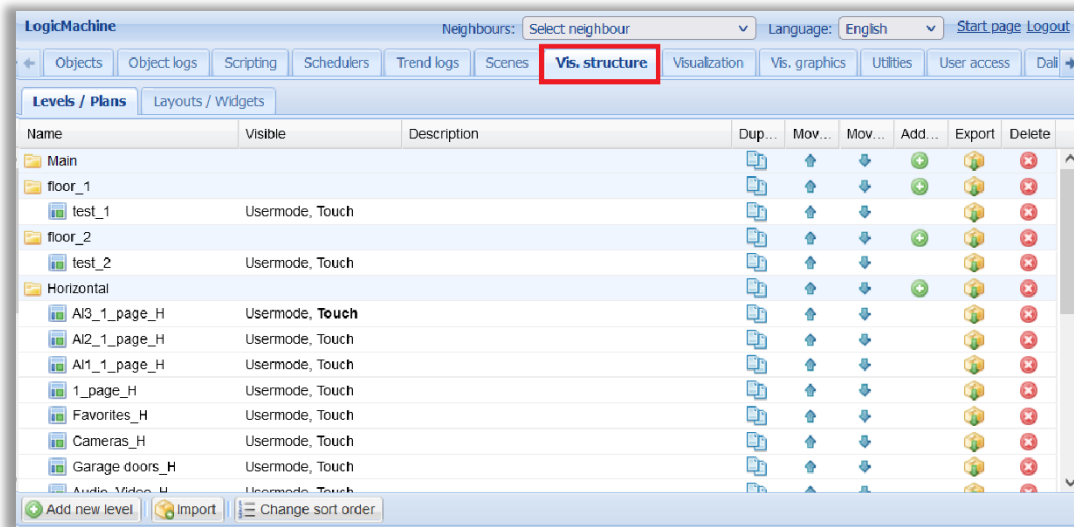 LogicMachine Neighbours: Select neighbour Language: English Start page Logout
Objects Object logs Scripting Schedulers Trend logs Scenes Vis. structure Visualization Vis. graphics Utilities User access Dali
Levels / Plans Layouts / Widgets
Name Visible Description Dup... Mov... Mov... Add... Export Delete
Main
floor_1
test_1 Usermode, Touch
floor_2
test_2 Usermode, Touch
Horizontal
AI3_1_page_H Usermode, Touch
AI2_1_page_H Usermode, Touch
AI1_1_page_H Usermode, Touch
1_page_H Usermode, Touch
Favorites_H Usermode, Touch
Cameras_H Usermode, Touch
Garage doors_H Usermode, Touch
Audio_Video_H Usermode, Touch
Add new level Import Change sort order